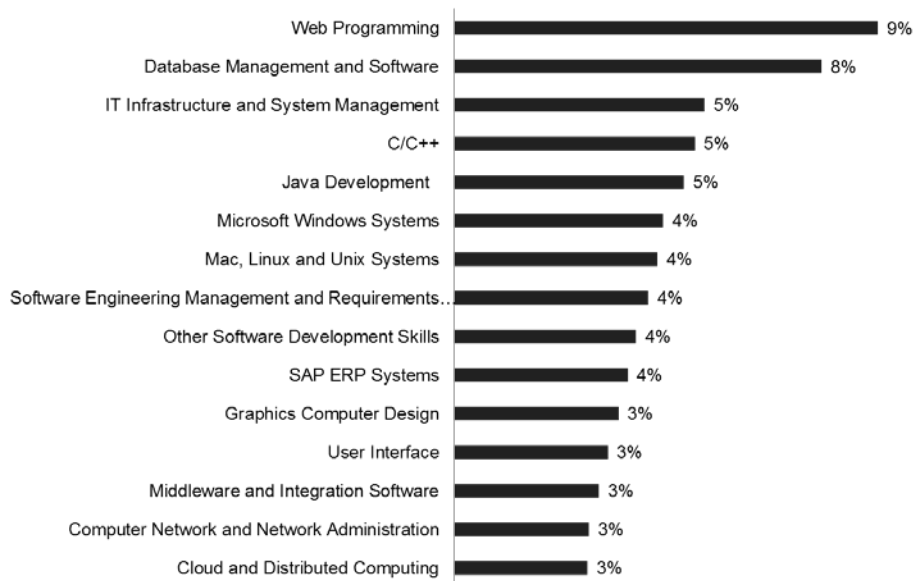 Web Programming 9%
Database Management and Software 8%
IT Infrastructure and System Management 5%
C/C++ 5%
Java Development 5%
Microsoft Windows Systems 4%
Mac, Linux and Unix Systems 4%
Software Engineering Management and Requirements... 4%
Other Software Development Skills 4%
SAP ERP Systems 4%
Graphics Computer Design 3%
User Interface 3%
Middleware and Integration Software 3%
Computer Network and Network Administration 3%
Cloud and Distributed Computing 3%